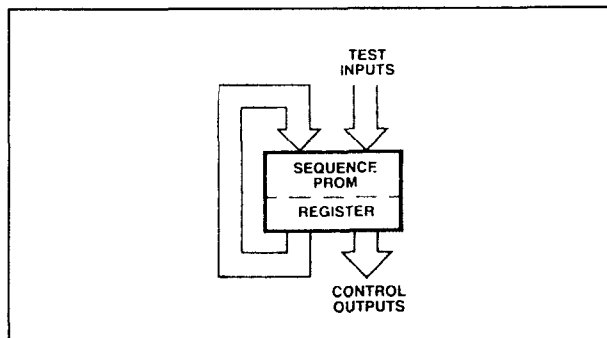 TEST
INPUTS
SEQUENCE
PROM
REGISTER
CONTROL
OUTPUTS